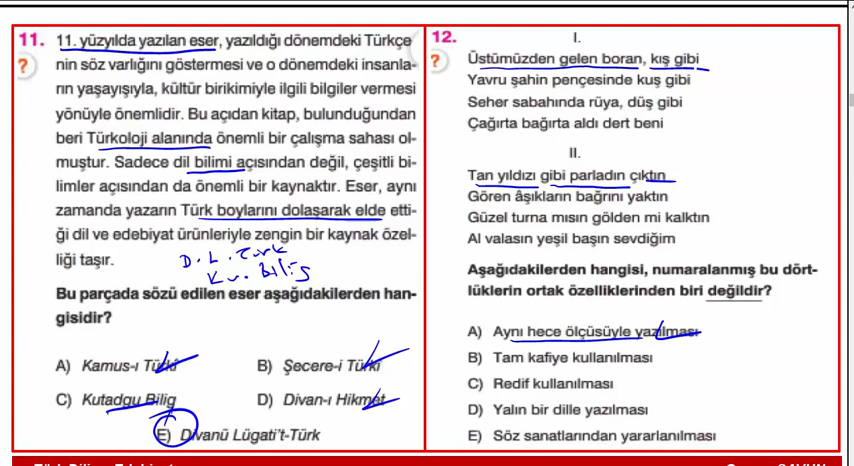 11. 11. yüzyılda yazılan eser, yazıldığı dönemdeki Türkçe
nin söz varlığını göstermesi ve o dönemdeki insanla-
rın yaşayışıyla, kültür birikimiyle ilgili bilgiler vermesi
yönüyle önemlidir. Bu açıdan kitap, bulunduğundan
beri Türkoloji alanında önemli bir çalışma sahası ol-
muştur. Sadece dil bilimi açısından değil, çeşitli bi-
limler açısından da önemli bir kaynaktır. Eser, aynı
zamanda yazarın Türk boylarını dolaşarak elde etti-
ği dil ve edebiyat ürünleriyle zengin bir kaynak özel-
liği taşır.
D. L. Türk
Ku. Bilig
Bu parçada sözü edilen eser aşağıdakilerden han-
gisidir?
A) Kamus-ı Türkî
B) Şecere-i Türkî
C) Kutadgu Bilig
D) Divan-ı Hikmet
E) Divanü Lügati't-Türk
12.
I.
Üstümüzden gelen boran, kış gibi
Yavru şahin pençesinde kuş gibi
Seher sabahında rüya, düş gibi
Çağırta bağırta aldı dert beni
II.
Tan yıldızı gibi parladın çıktın
Gören âşıkların bağrını yaktın
Güzel turna mısın gölden mi kalktın
Al valasın yeşil başın sevdiğim
Aşağıdakilerden hangisi, numaralanmış bu dört-
lüklerin ortak özelliklerinden biri değildir?
A) Aynı hece ölçüsüyle yazılması
B) Tam kafiye kullanılması
C) Redif kullanılması
D) Yalın bir dille yazılması
E) Söz sanatlarından yararlanılması